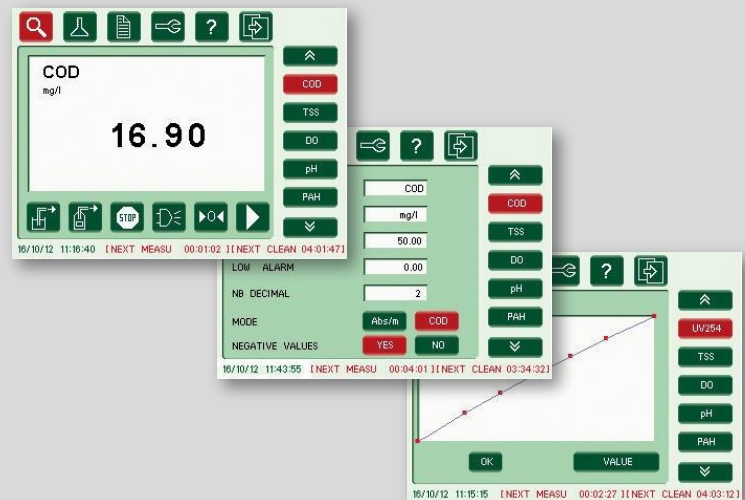 ?
COD
mg/l
16.90
COD
TSS
DO
pH
PAH
STOP
0
16/10/12 11:16:40 [NEXT MEASU 00:01:02 ][NEXT CLEAN 04:01:47]
?
COD
mg/l
50.00
LOW ALARM 0.00
NB DECIMAL 2
MODE Abs/m COD
NEGATIVE VALUES YES NO
COD
TSS
DO
pH
PAH
16/10/12 11:43:55 [NEXT MEASU 00:04:01 ][NEXT CLEAN 03:34:32]
?
UV254
TSS
DO
pH
PAH
OK VALUE
16/10/12 11:15:15 [NEXT MEASU 00:02:27 ][NEXT CLEAN 04:03:12]